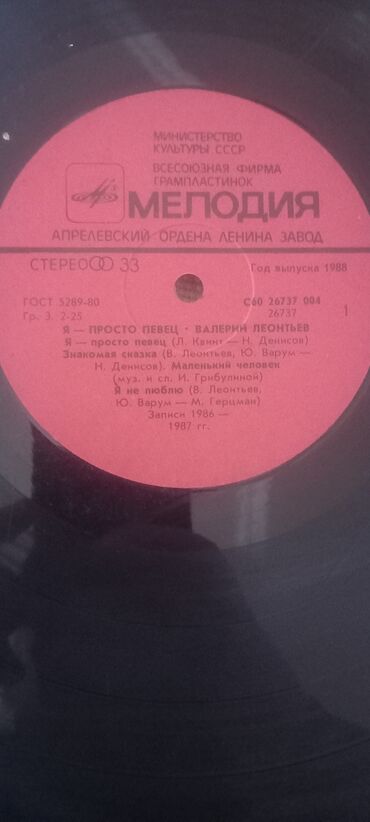 МИНИСТЕРСТВО
КУЛЬТУРЫ СССР
ВСЕСОЮЗНАЯ ФИРМА
ГРАМПЛАСТИНОК
МЕЛОДИЯ
АПРЕЛЕВСКИЙ ОРДЕНА ЛЕНИНА ЗАВОД
СТЕРЕО 33
Год выпуска 1988
ГОСТ 5289-80
С60 26737 004
Гр. 3. 2-25
26737
1
Я — ПРОСТО ПЕВЕЦ · ВАЛЕРИЙ ЛЕОНТЬЕВ
Я — просто певец (Л. Квинт — Н. Денисов)
Знакомая сказка (В. Леонтьев, Ю. Варум —
Н. Денисов). Маленький человек
(муз. и сл. И. Грибулиной)
Я не люблю (В. Леонтьев,
Ю. Варум — М. Герцман)
Записи 1986 —
1987 гг.